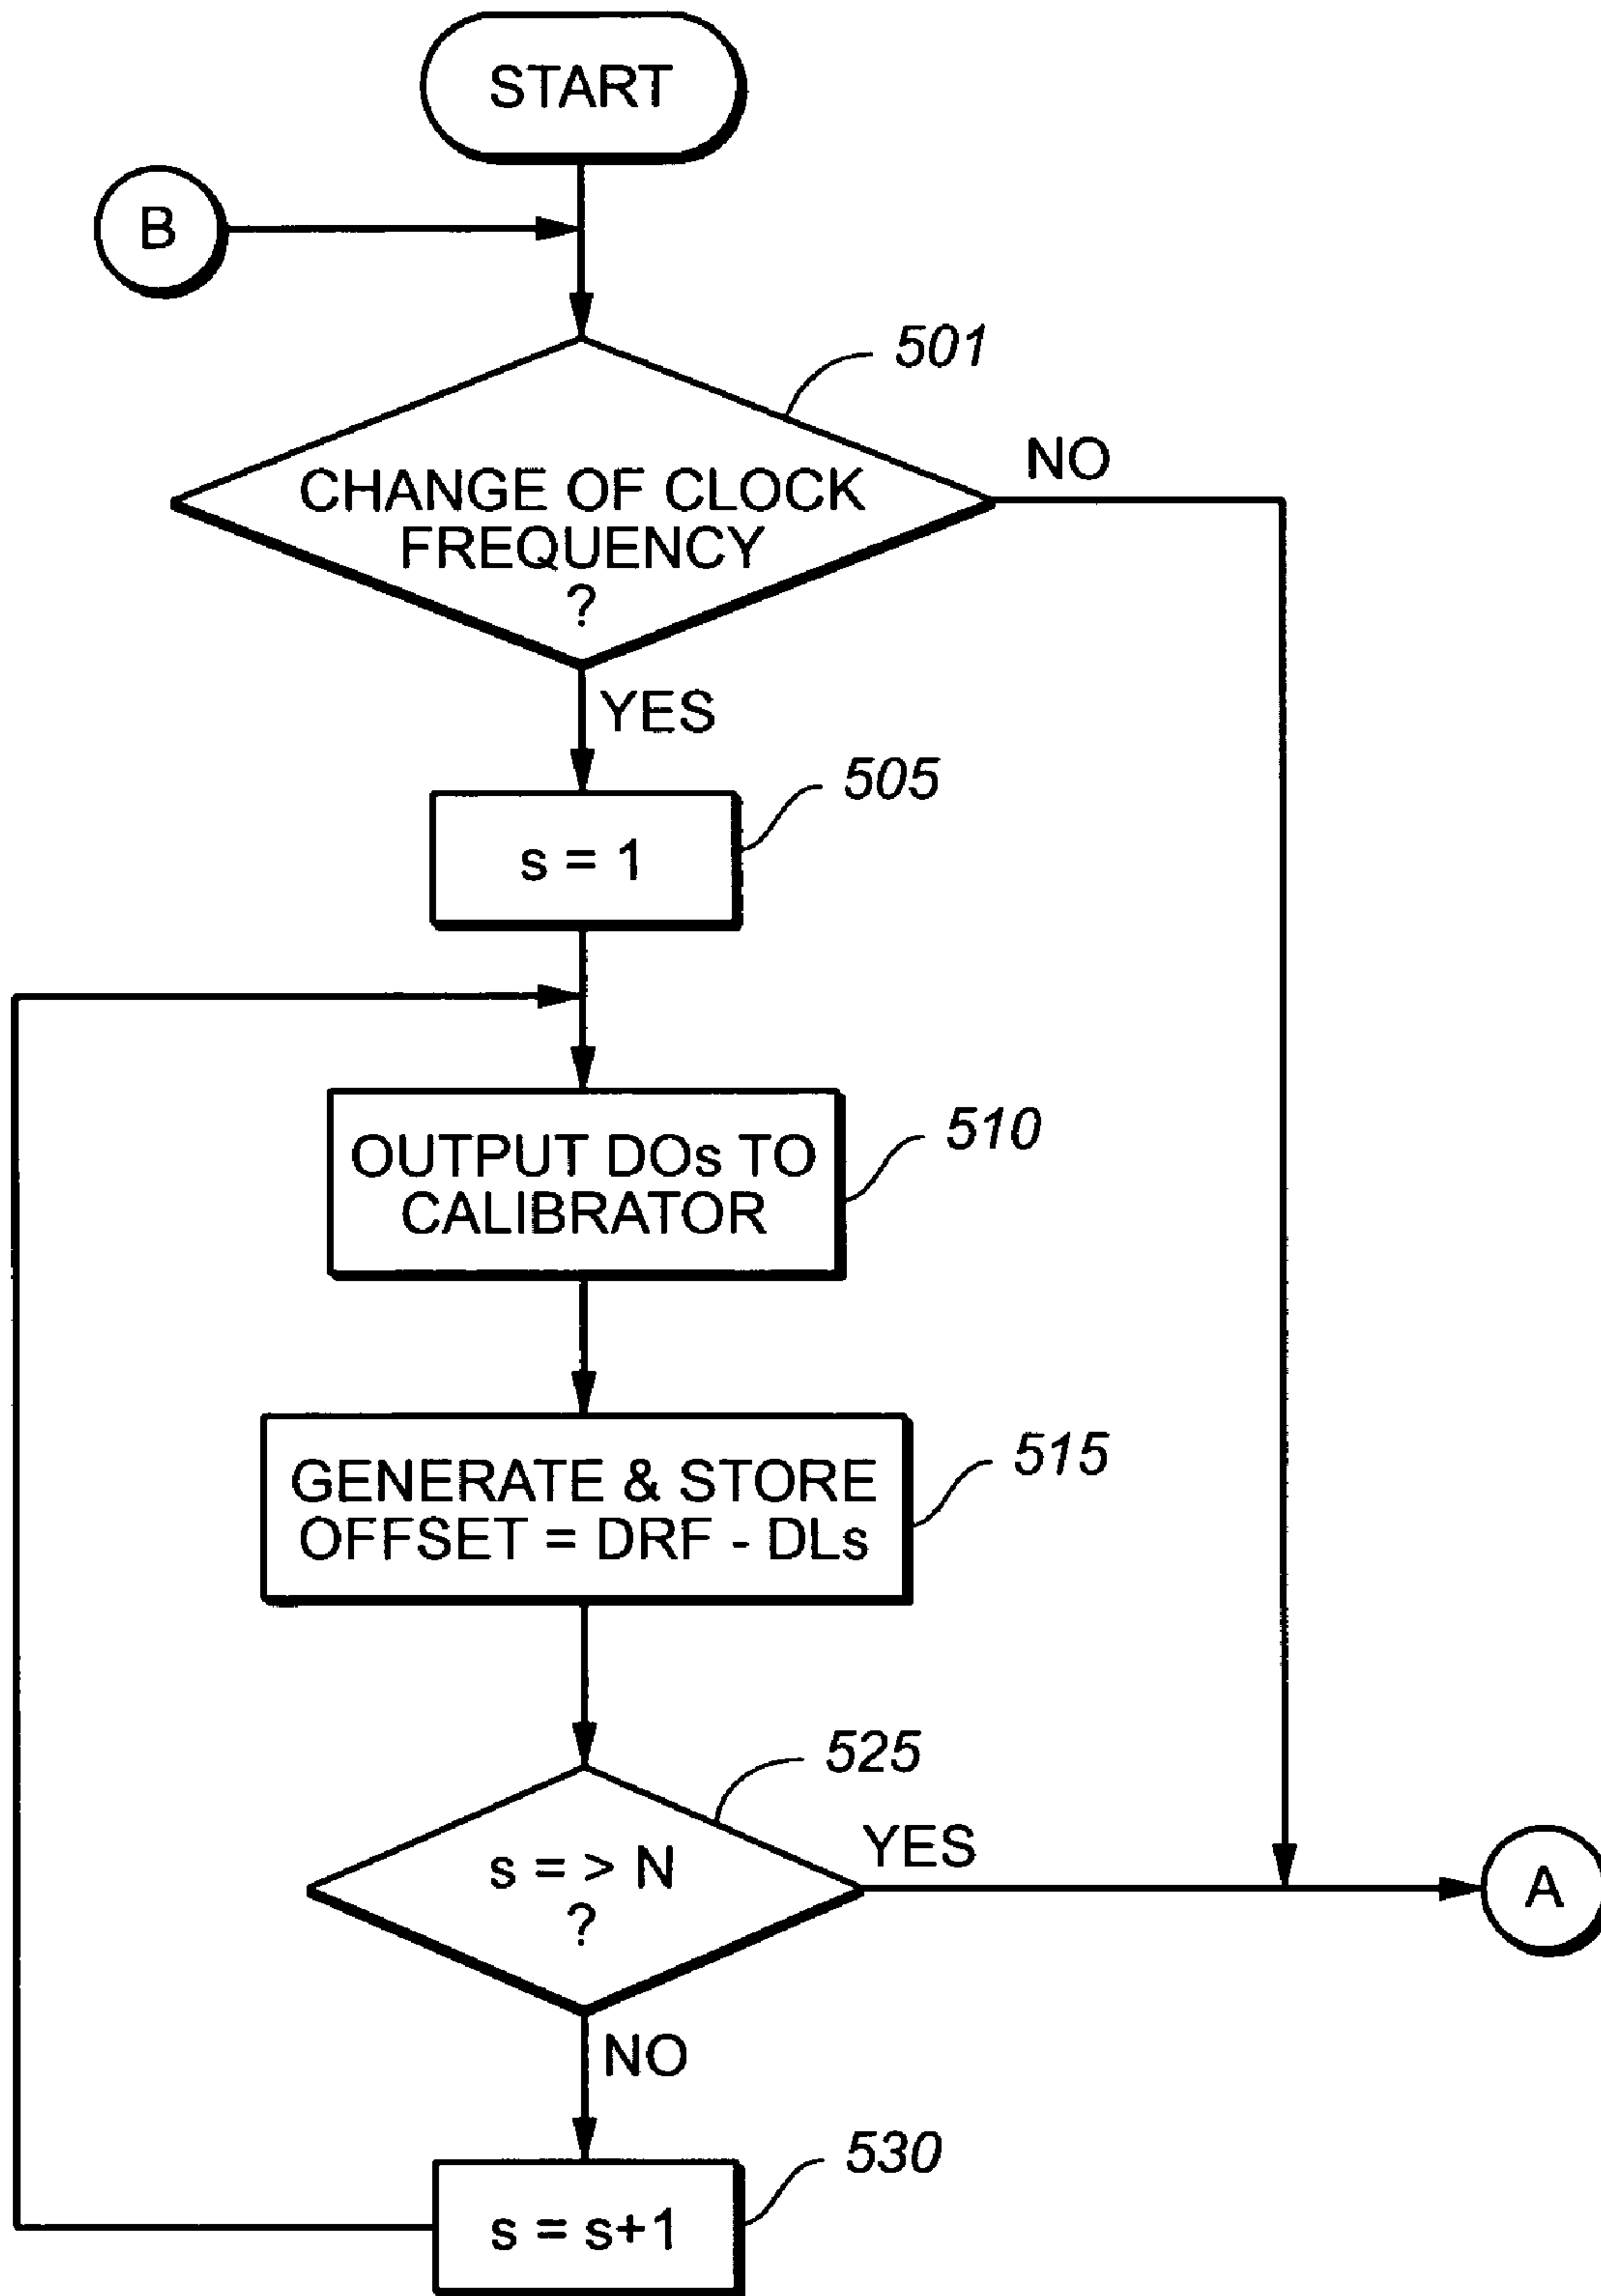 START
B
501
CHANGE OF CLOCK
FREQUENCY
?
NO
YES
505
s = 1
510
OUTPUT DOs TO
CALIBRATOR
515
GENERATE & STORE
OFFSET = DRF - DLs
525
s = > N
?
YES
A
NO
530
s = s+1